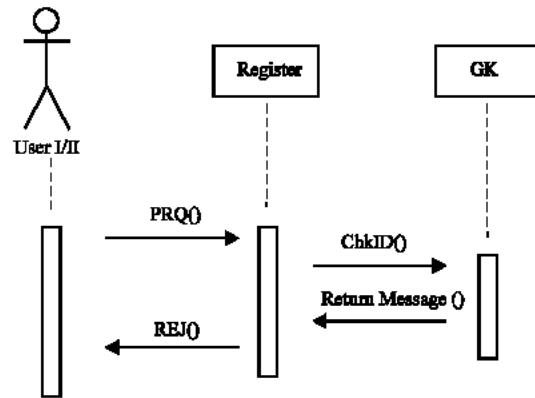 Register
GK
User I/II
PRQ()
ChkID()
Return Message ()
REJ()